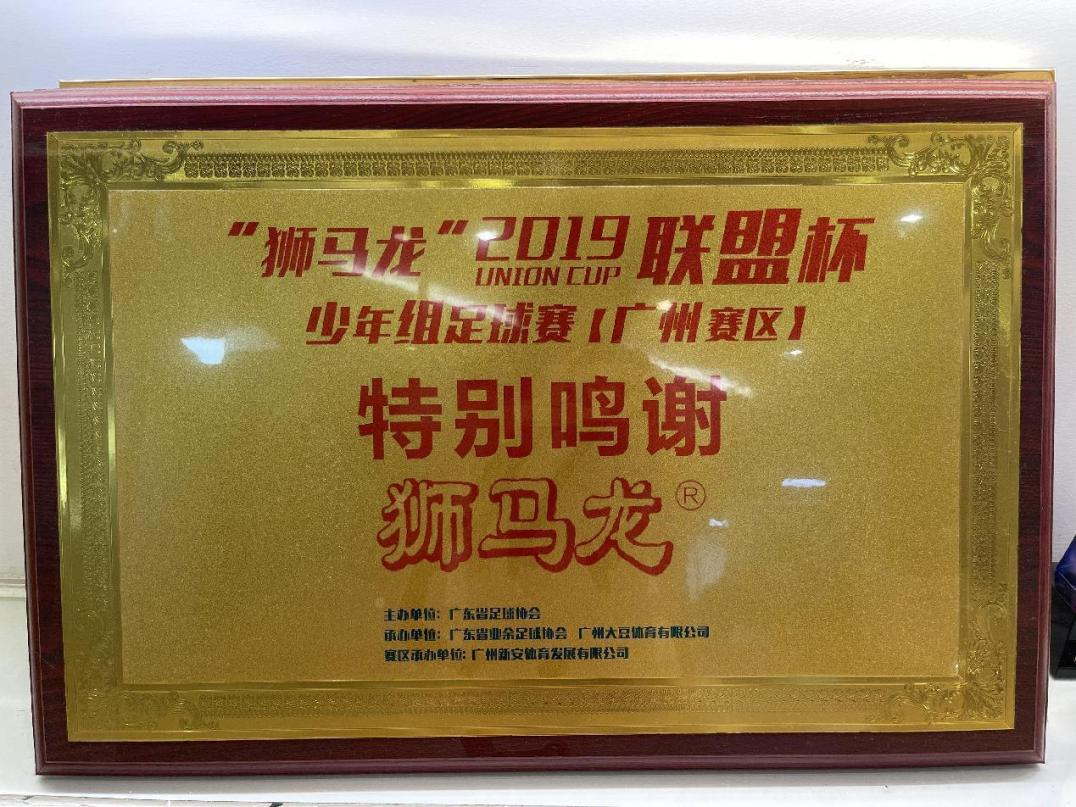 "狮马龙"2019联盟杯
UNION CUP
少年组足球赛【广州赛区】
特别鸣谢
狮马龙®
主办单位：广东省足球协会
承办单位：广东省业余足球协会 广州大豆体育有限公司
赛区承办单位：广州新安体育发展有限公司